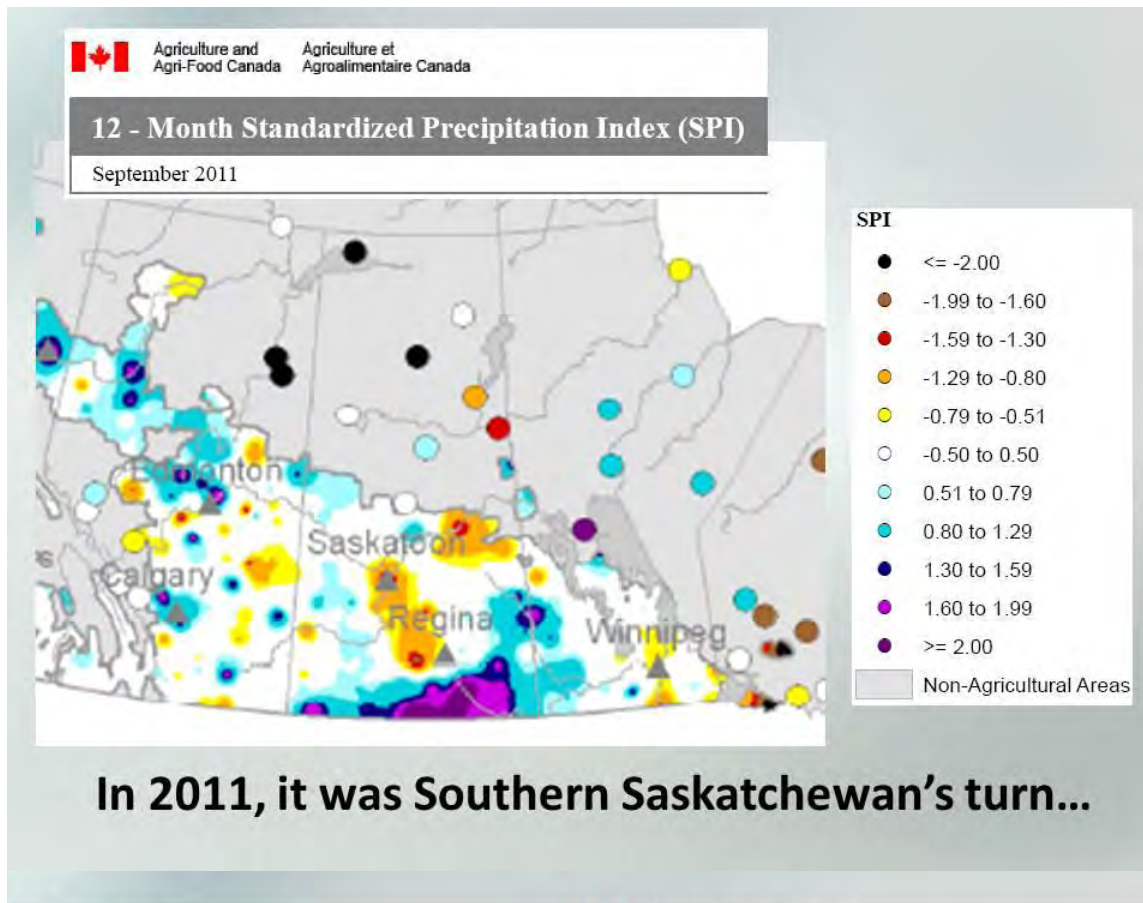 Agriculture and Agriculture et
Agri-Food Canada Agroalimentaire Canada
12 - Month Standardized Precipitation Index (SPI)
September 2011
Edmonton
Saskatoon
Calgary
Regina
Winnipeg
SPI
<= -2.00
-1.99 to -1.60
-1.59 to -1.30
-1.29 to -0.80
-0.79 to -0.51
-0.50 to 0.50
0.51 to 0.79
0.80 to 1.29
1.30 to 1.59
1.60 to 1.99
>= 2.00
Non-Agricultural Areas
In 2011, it was Southern Saskatchewan's turn...